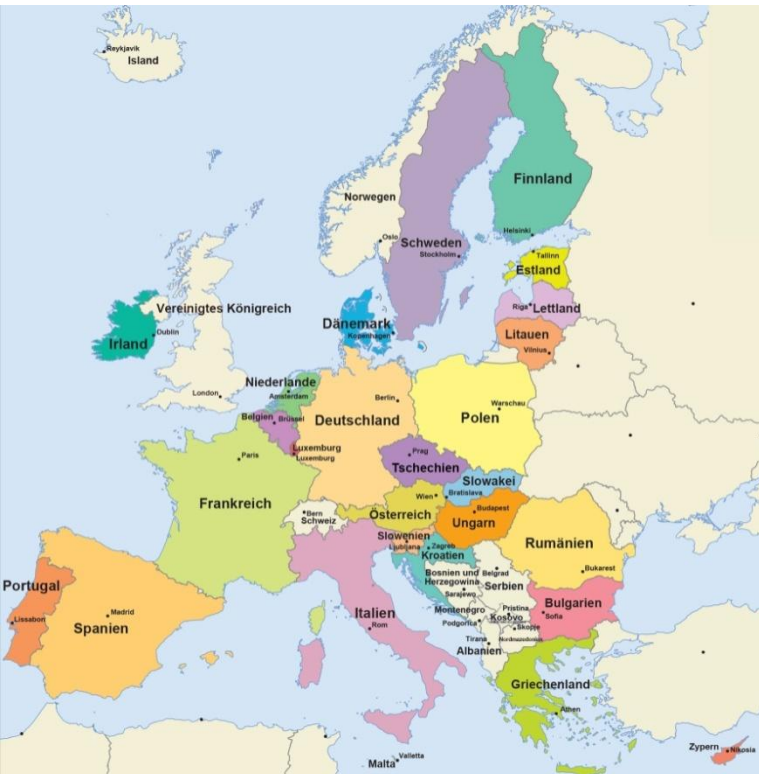 Reykjavik
Island
Finnland
Norwegen
Helsinki
Oslo
Schweden
Stockholm
Tallinn
Estland
Vereinigtes Königreich
Riga
Lettland
Dänemark
Kopenhagen
Dublin
Irland
Litauen
Vilnius
Niederlande
Amsterdam
London
Berlin
Warschau
Belgien
Brüssel
Deutschland
Polen
Luxemburg
Luxemburg
Paris
Prag
Tschechien
Slowakei
Wien
Bratislava
Frankreich
Bern
Schweiz
Österreich
Budapest
Ungarn
Slowenien
Ljubljana
Zagreb
Kroatien
Rumänien
Bosnien und
Herzegowina
Belgrad
Serbien
Bukarest
Portugal
Sarajewo
Madrid
Lissabon
Spanien
Italien
Rom
Montenegro
Podgorica
Pristina
Kosovo
Bulgarien
Sofia
Skopje
Nordmazedonien
Tirana
Albanien
Griechenland
Athen
Zypern
Nikosia
Valletta
Malta